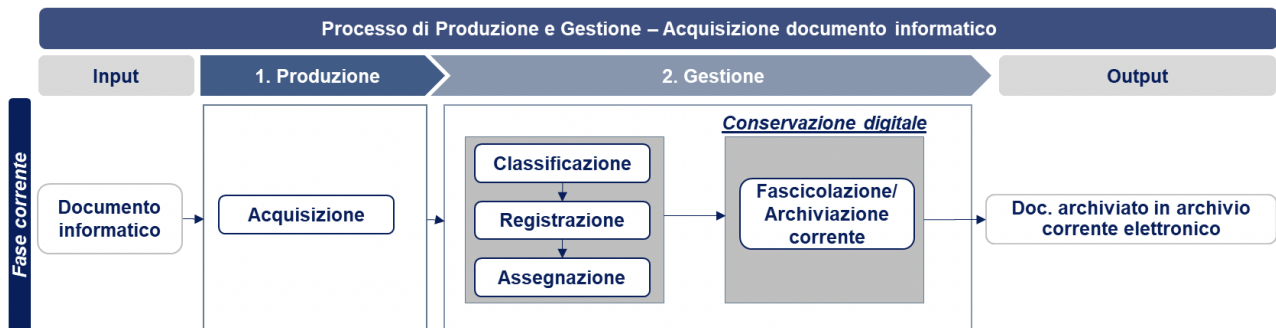 Processo di Produzione e Gestione – Acquisizione documento informatico
Input
1. Produzione
2. Gestione
Output
Fase corrente
Documento
informatico
Acquisizione
Classificazione
Registrazione
Assegnazione
Conservazione digitale
Fascicolazione/
Archiviazione
corrente
Doc. archiviato in archivio
corrente elettronico